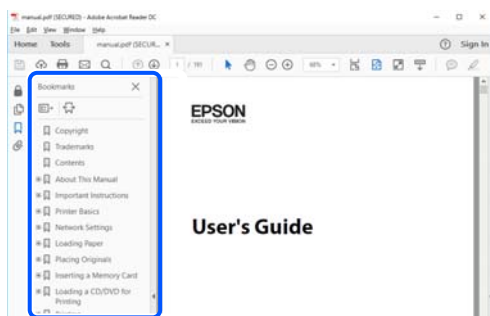 manual.pdf (SECURED) - Adobe Acrobat Reader DC
File Edit View Window Help
Home Tools manual.pdf (SECUR... ×
Sign In
1 / 191
Bookmarks
Copyright
Trademarks
Contents
About This Manual
Important Instructions
Printer Basics
Network Settings
Loading Paper
Placing Originals
Inserting a Memory Card
Loading a CD/DVD for
Printing
EPSON
EXCEED YOUR VISION
User's Guide